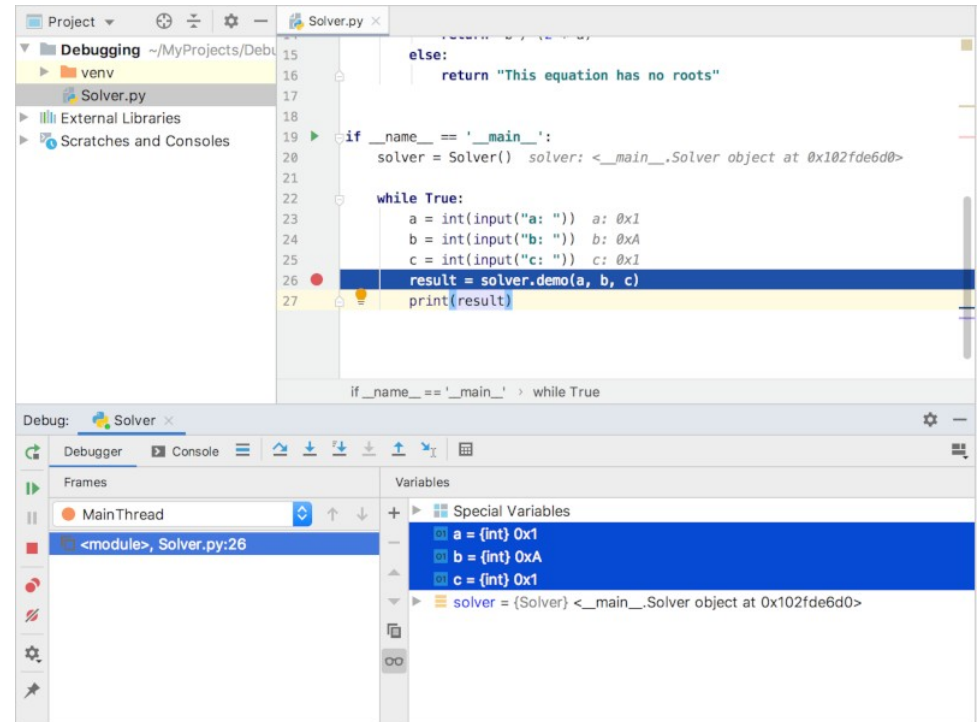 Project
Solver.py
Debugging ~/MyProjects/Debu
venv
Solver.py
External Libraries
Scratches and Consoles
15 else:
16 return "This equation has no roots"
17
18
19 if __name__ == '__main__':
20 solver = Solver() solver: <__main__.Solver object at 0x102fde6d0>
21
22 while True:
23 a = int(input("a: ")) a: 0x1
24 b = int(input("b: ")) b: 0xA
25 c = int(input("c: ")) c: 0x1
26 result = solver.demo(a, b, c)
27 print(result)
if __name__ == '__main__' › while True
Debug: Solver
Debugger Console
Frames
Variables
MainThread
<module>, Solver.py:26
Special Variables
a = {int} 0x1
b = {int} 0xA
c = {int} 0x1
solver = {Solver} <__main__.Solver object at 0x102fde6d0>